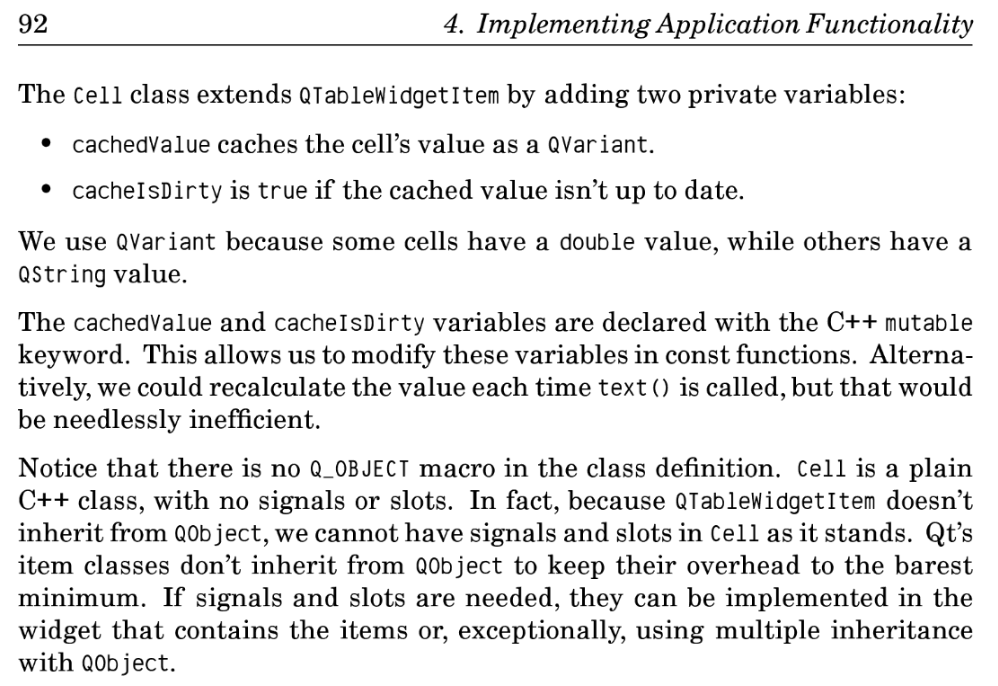 92 4. Implementing Application Functionality
The Cell class extends QTableWidgetItem by adding two private variables:
• cachedValue caches the cell's value as a QVariant.
• cacheIsDirty is true if the cached value isn't up to date.
We use QVariant because some cells have a double value, while others have a
QString value.
The cachedValue and cacheIsDirty variables are declared with the C++ mutable
keyword. This allows us to modify these variables in const functions. Alterna-
tively, we could recalculate the value each time text() is called, but that would
be needlessly inefficient.
Notice that there is no Q_OBJECT macro in the class definition. Cell is a plain
C++ class, with no signals or slots. In fact, because QTableWidgetItem doesn't
inherit from QObject, we cannot have signals and slots in Cell as it stands. Qt's
item classes don't inherit from QObject to keep their overhead to the barest
minimum. If signals and slots are needed, they can be implemented in the
widget that contains the items or, exceptionally, using multiple inheritance
with QObject.